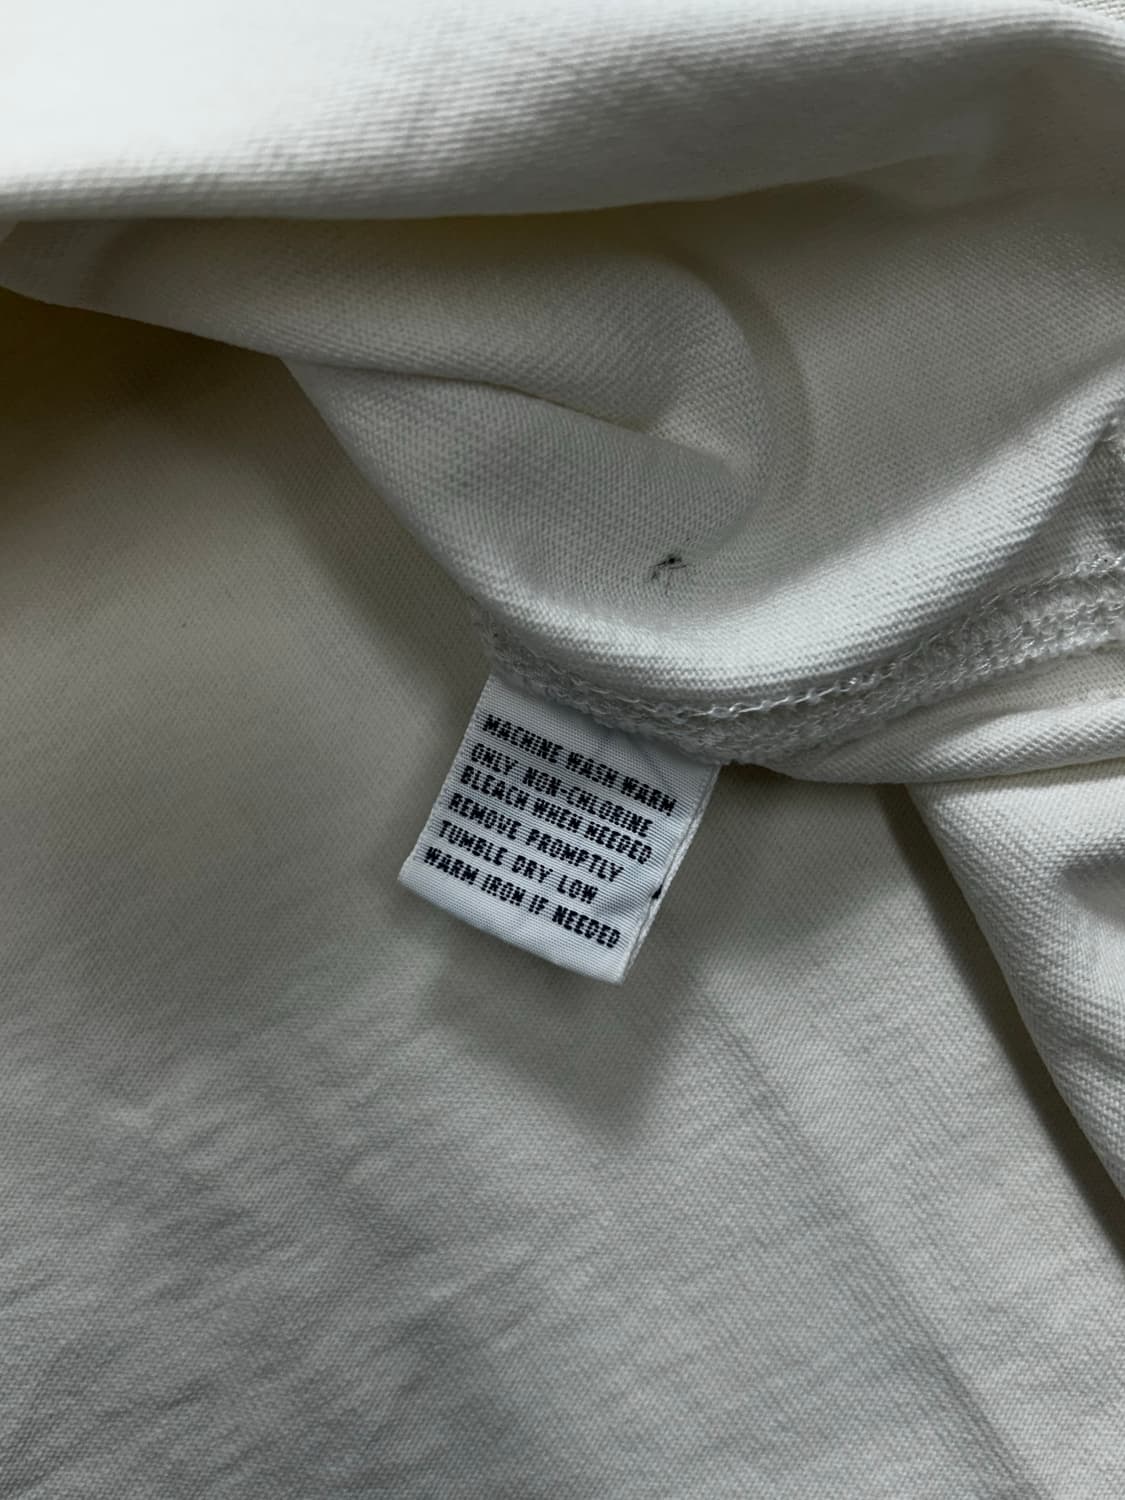 MACHINE WASH WARM
ONLY NON-CHLORINE
BLEACH WHEN NEEDED
REMOVE PROMPTLY
TUMBLE DRY LOW
WARM IRON IF NEEDED